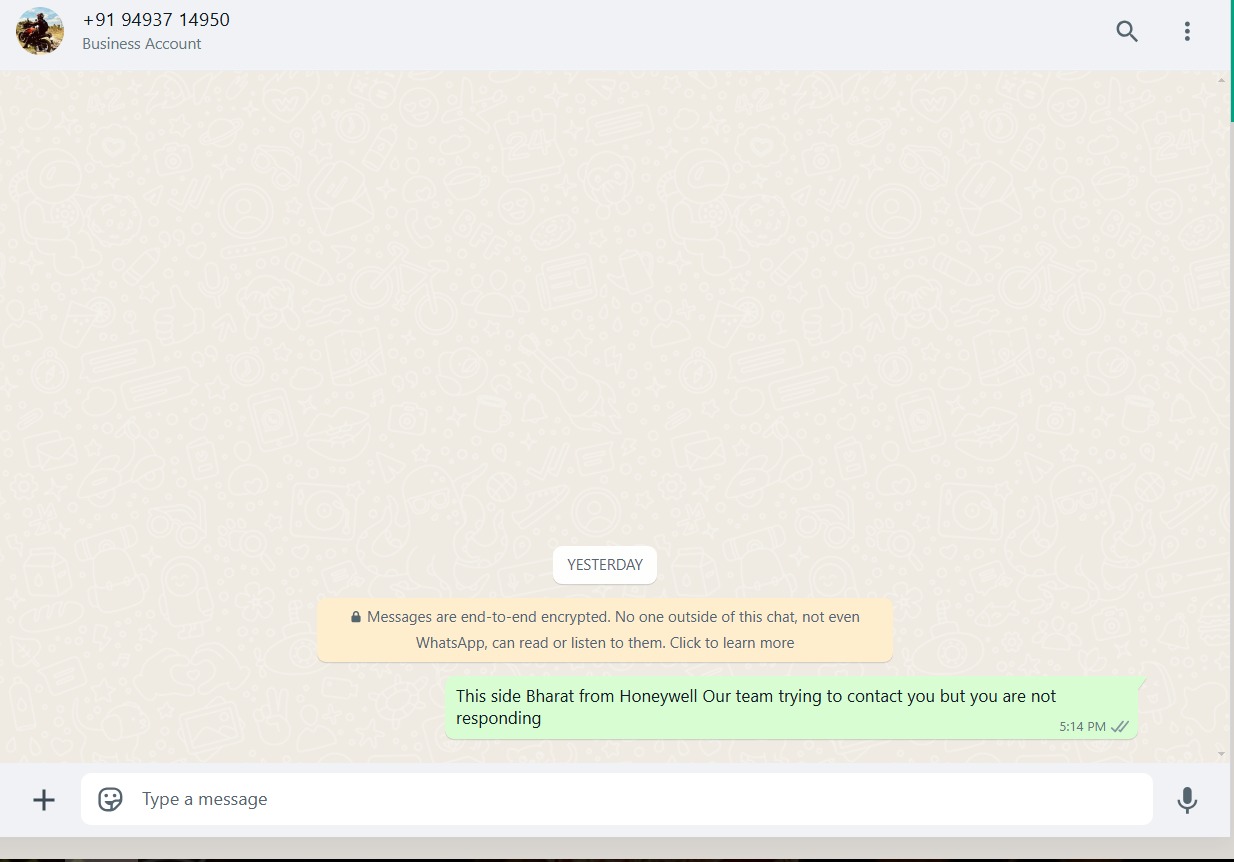 +91 94937 14950
Business Account
YESTERDAY
Messages are end-to-end encrypted. No one outside of this chat, not even
WhatsApp, can read or listen to them. Click to learn more
This side Bharat from Honeywell Our team trying to contact you but you are not
responding
5:14 PM
Type a message